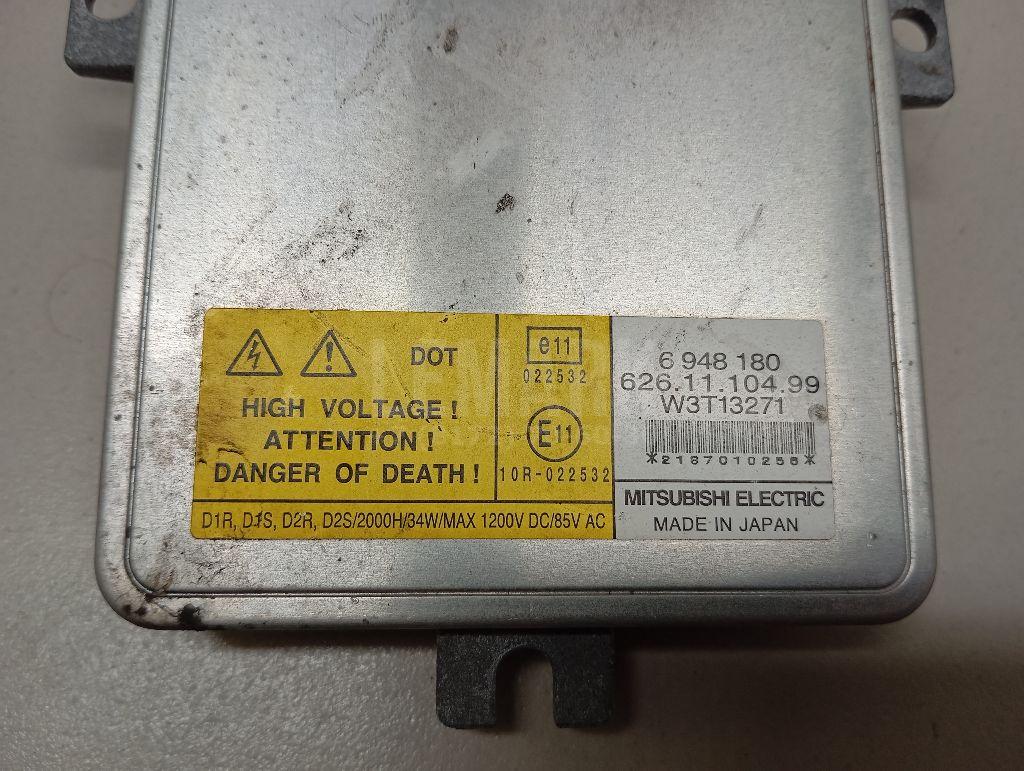 DOT
HIGH VOLTAGE !
ATTENTION !
DANGER OF DEATH !
D1R, D1S, D2R, D2S/2000H/34W/MAX 1200V DC/85V AC
e11
022532
E11
10R-022532
6 948 180
626.11.104.99
W3T13271
*2187010256*
MITSUBISHI ELECTRIC
MADE IN JAPAN